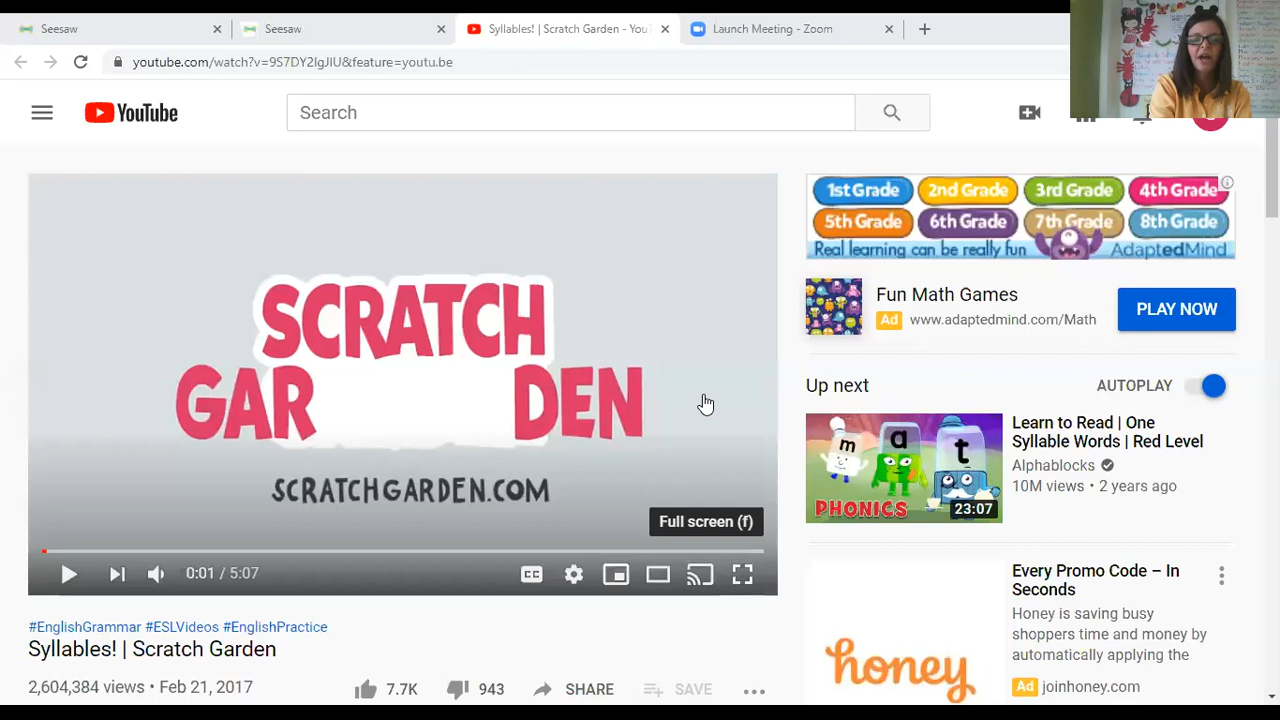 Seesaw
Seesaw
Syllables! | Scratch Garden - You
Launch Meeting - Zoom
youtube.com/watch?v=9S7DY2lgJIU&feature=youtu.be
YouTube
Search
SCRATCH
GAR DEN
SCRATCHGARDEN.COM
Full screen (f)
0:01 / 5:07
CC
#EnglishGrammar #ESLVideos #EnglishPractice
Syllables! | Scratch Garden
2,604,384 views • Feb 21, 2017
7.7K
943
SHARE
SAVE
1st Grade 2nd Grade 3rd Grade 4th Grade
5th Grade 6th Grade 7th Grade 8th Grade
Real learning can be really fun AdaptedMind
Fun Math Games
Ad www.adaptedmind.com/Math
PLAY NOW
Up next
AUTOPLAY
m a t
PHONICS
23:07
Learn to Read | One
Syllable Words | Red Level
Alphablocks
10M views • 2 years ago
honey
Every Promo Code – In
Seconds
Honey is saving busy
shoppers time and money by
automatically applying the
Ad joinhoney.com